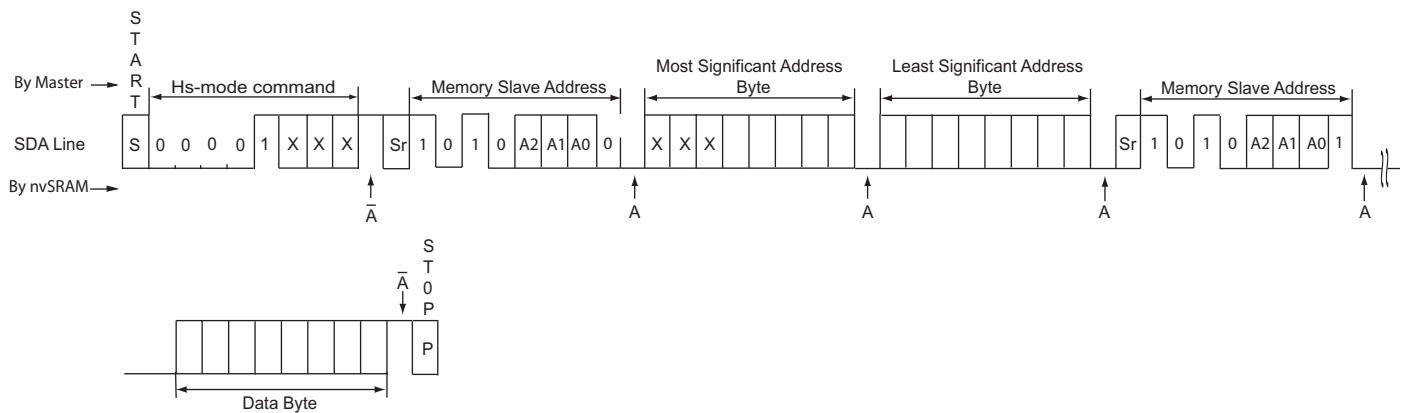 START
By Master
Hs-mode command
Memory Slave Address
Most Significant Address
Byte
Least Significant Address
Byte
Memory Slave Address
SDA Line
S 0 0 0 0 1 X X X Sr 1 0 1 0 A2 A1 A0 0 X X X Sr 1 0 1 0 A2 A1 A0 1
By nvSRAM
A̅ A A A A
A̅
ST0P
P
Data Byte